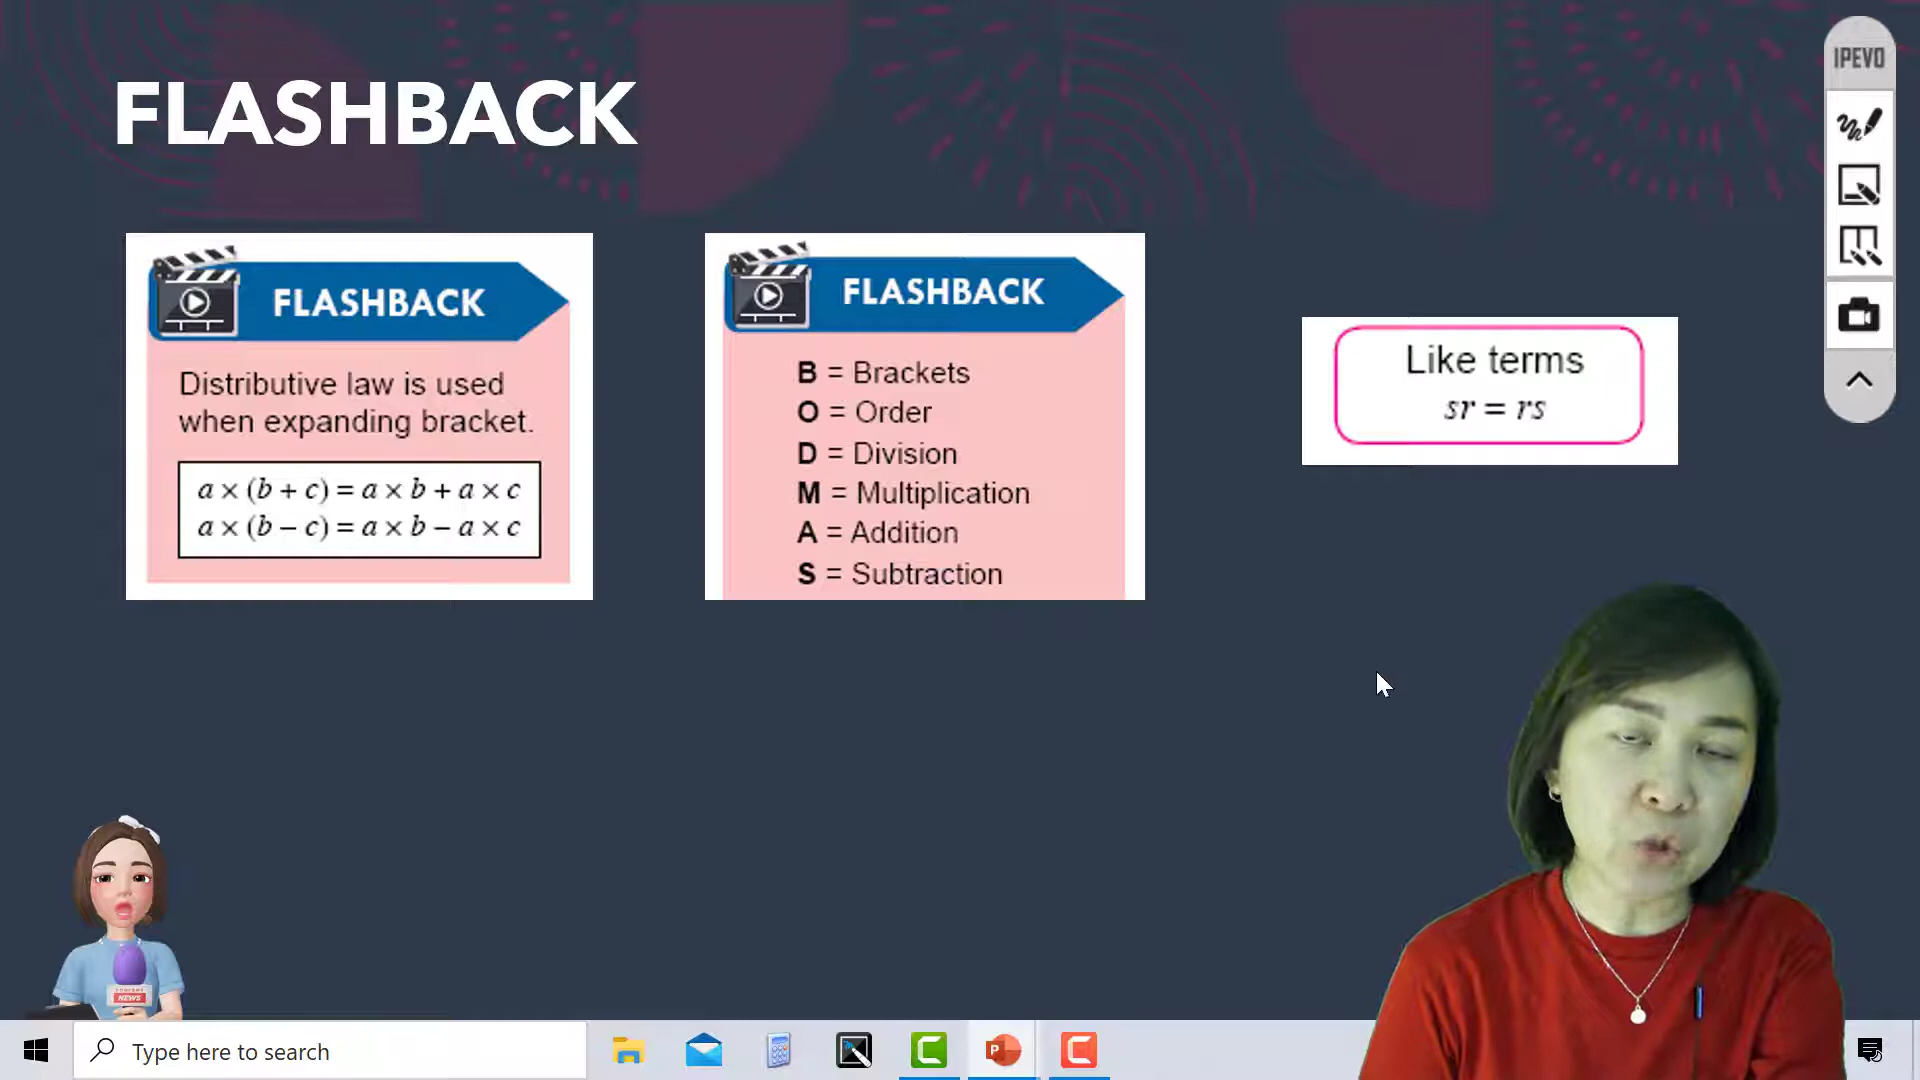 FLASHBACK
IPEVO
FLASHBACK
Distributive law is used
when expanding bracket.
a × (b + c) = a × b + a × c
a × (b − c) = a × b − a × c
FLASHBACK
B = Brackets
O = Order
D = Division
M = Multiplication
A = Addition
S = Subtraction
Like terms
sr = rs
NEWS
Type here to search